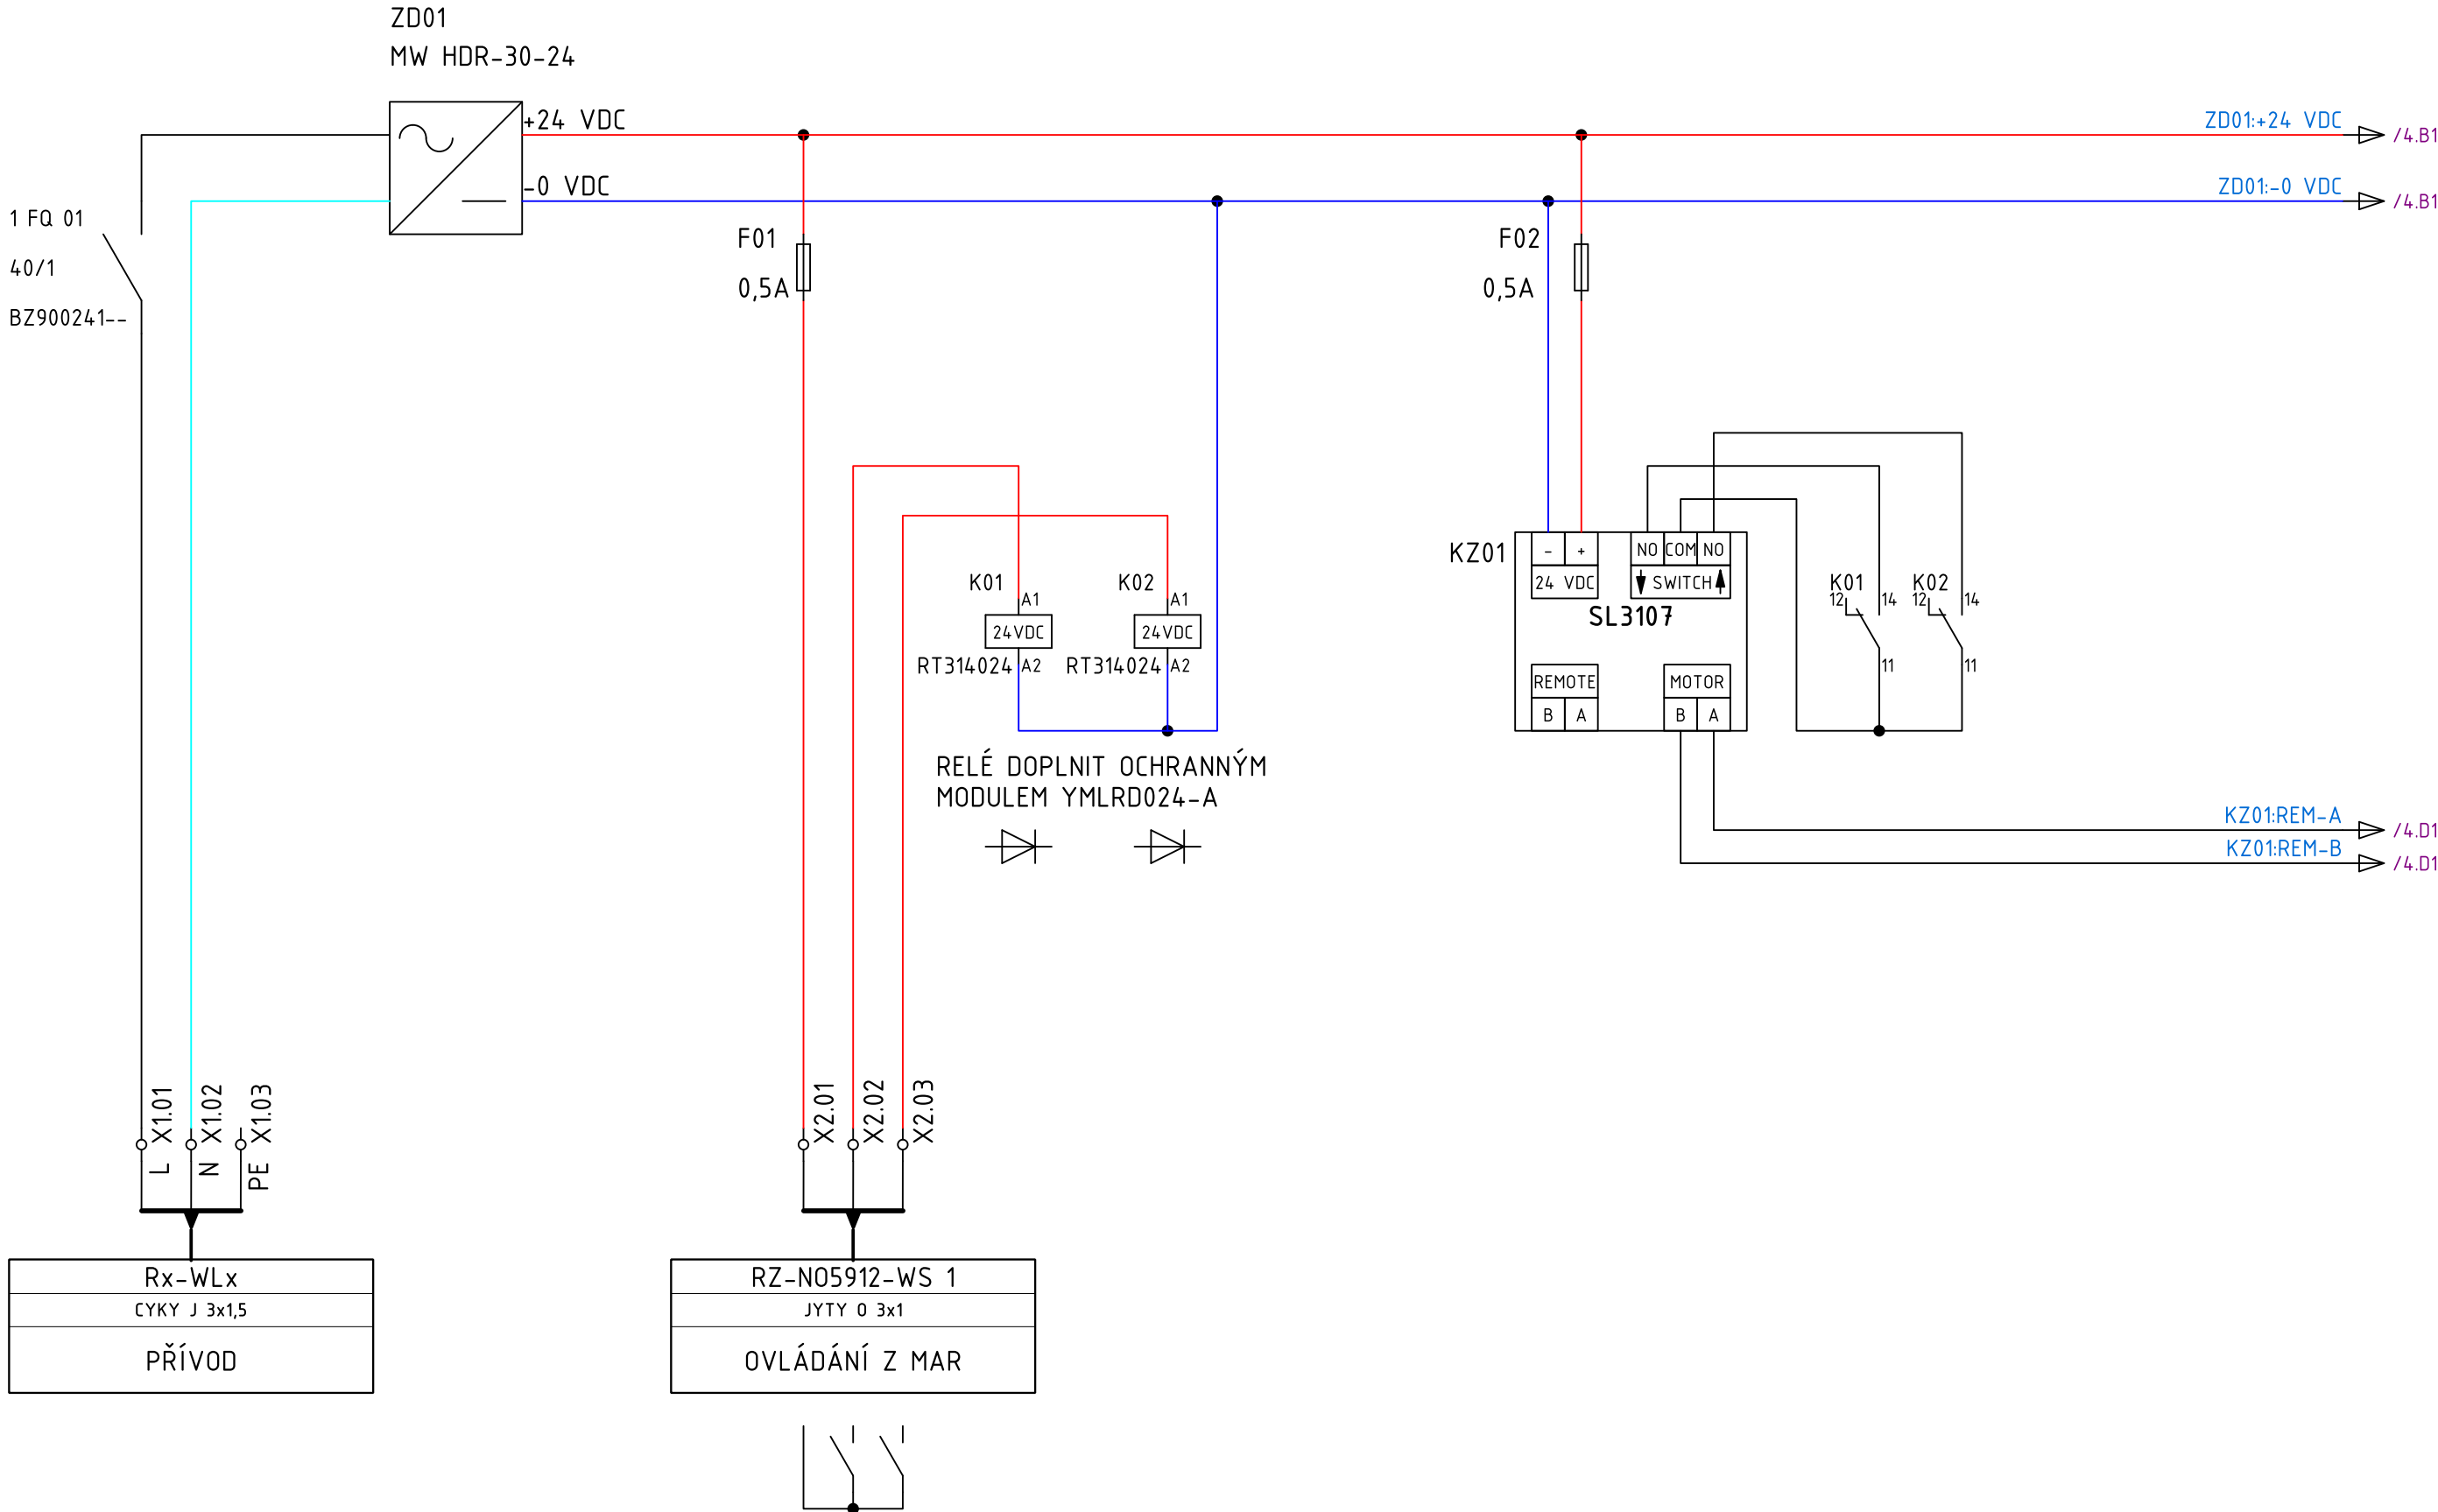 ZD01
MW HDR-30-24
+24 VDC
-0 VDC
ZD01:+24 VDC
/4.B1
ZD01:-0 VDC
/4.B1
1 FQ 01
40/1
BZ900241--
F01
0,5A
F02
0,5A
KZ01
- +
24 VDC
NO COM NO
SWITCH
SL3107
REMOTE
B A
MOTOR
B A
K01
A1
24VDC
RT314024
A2
K02
A1
24VDC
RT314024
A2
K01
12
14
11
K02
12
14
11
RELÉ DOPLNIT OCHRANNÝM
MODULEM YMLRD024-A
KZ01:REM-A
/4.D1
KZ01:REM-B
/4.D1
X1.01
X1.02
X1.03
L
N
PE
X2.01
X2.02
X2.03
Rx-WLx
CYKY J 3x1,5
PŘÍVOD
RZ-NO5912-WS 1
JYTY O 3x1
OVLÁDÁNÍ Z MAR